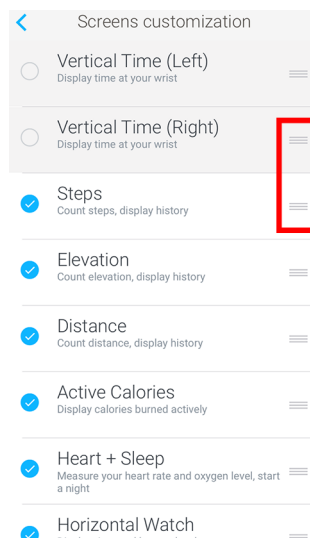 Screens customization
Vertical Time (Left)
Display time at your wrist
Vertical Time (Right)
Display time at your wrist
Steps
Count steps, display history
Elevation
Count elevation, display history
Distance
Count distance, display history
Active Calories
Display calories burned actively
Heart + Sleep
Measure your heart rate and oxygen level, start
a night
Horizontal Watch